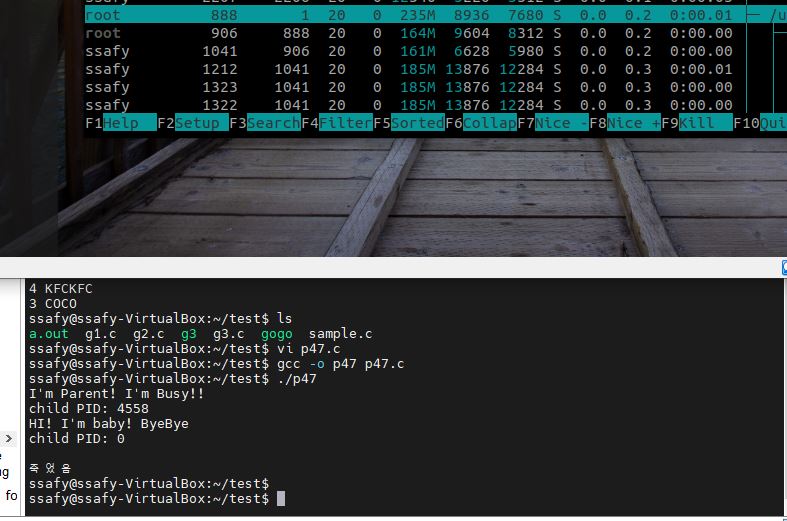 root 888 1 20 0 235M 8936 7680 S 0.0 0.2 0:00.01
root 906 888 20 0 164M 9604 8312 S 0.0 0.2 0:00.00
ssafy 1041 906 20 0 161M 6628 5980 S 0.0 0.2 0:00.00
ssafy 1212 1041 20 0 185M 13876 12284 S 0.0 0.3 0:00.01
ssafy 1323 1041 20 0 185M 13876 12284 S 0.0 0.3 0:00.00
ssafy 1322 1041 20 0 185M 13876 12284 S 0.0 0.3 0:00.00
F1Help F2Setup F3Search F4Filter F5Sorted F6Collap F7Nice - F8Nice + F9Kill F10Qui
4 KFCKFC
3 COCO
ssafy@ssafy-VirtualBox:~/test$ ls
a.out g1.c g2.c g3 g3.c gogo sample.c
ssafy@ssafy-VirtualBox:~/test$ vi p47.c
ssafy@ssafy-VirtualBox:~/test$ gcc -o p47 p47.c
ssafy@ssafy-VirtualBox:~/test$ ./p47
I'm Parent! I'm Busy!!
child PID: 4558
HI! I'm baby! ByeBye
child PID: 0
죽었음
ssafy@ssafy-VirtualBox:~/test$
ssafy@ssafy-VirtualBox:~/test$
fo